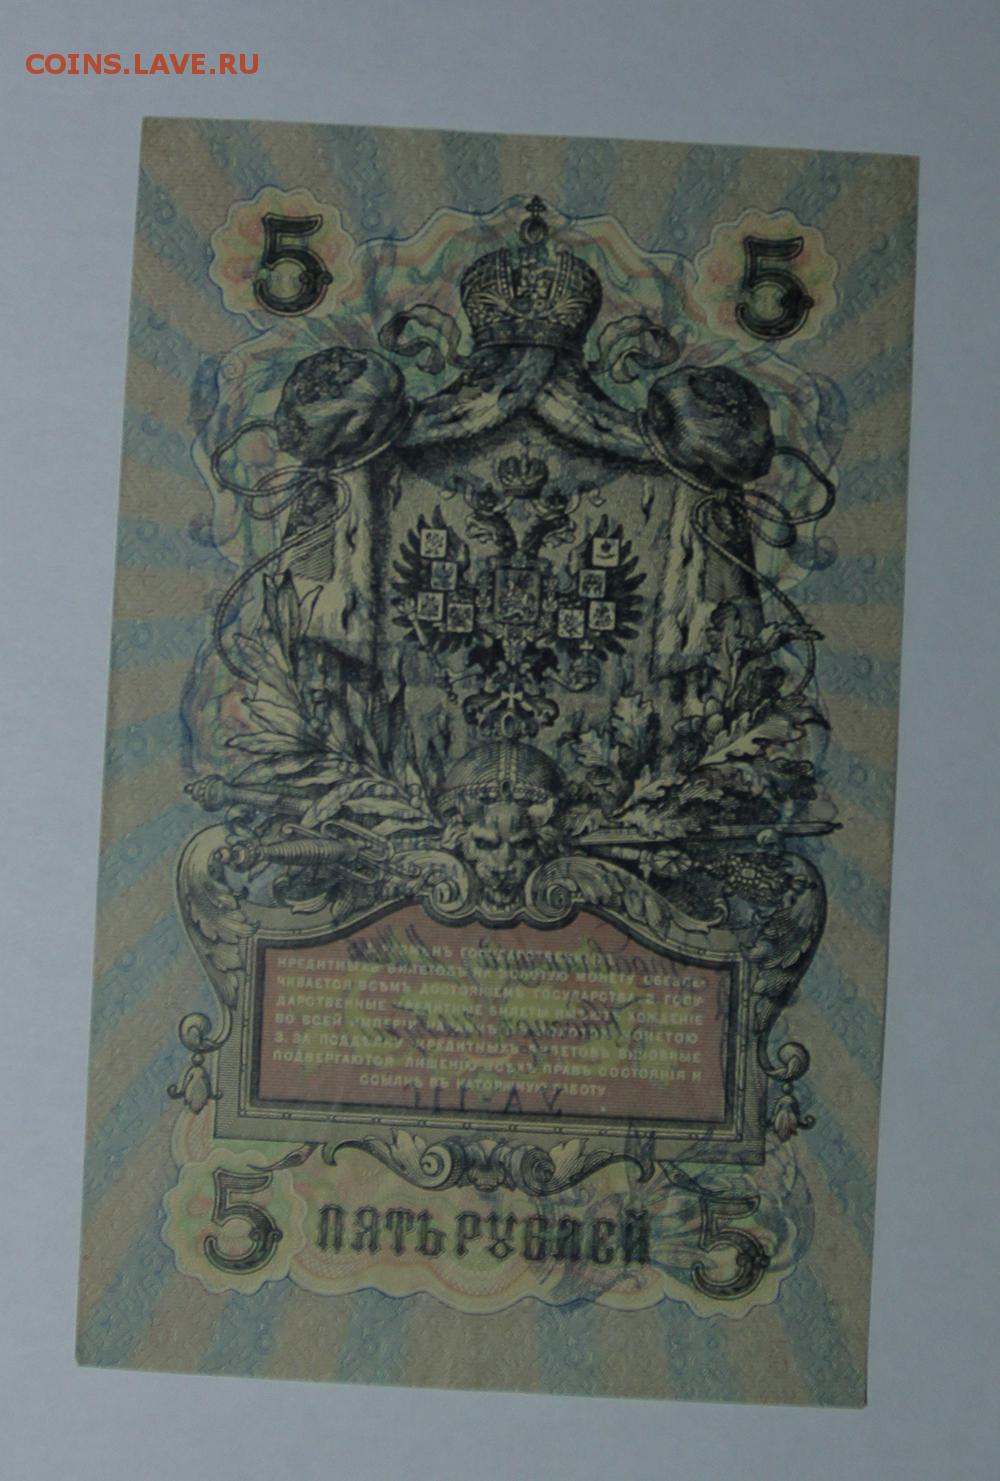 COINS.LAVE.RU
5 5
РАЗМѢНЪ ГОСУДАРСТВЕННЫХЪ
КРЕДИТНЫХЪ БИЛЕТОВЪ НА ЗОЛОТУЮ МОНЕТУ ОБЕЗПЕ-
ЧИВАЕТСЯ ВСѢМЪ ДОСТОЯНІЕМЪ ГОСУДАРСТВА. 2. ГОСУ-
ДАРСТВЕННЫЕ КРЕДИТНЫЕ БИЛЕТЫ ИМѢЮТЪ ХОЖДЕНІЕ
ВО ВСЕЙ ИМПЕРІИ НАРАВНѢ СЪ ЗОЛОТОЮ МОНЕТОЮ.
3. ЗА ПОДДѢЛКУ КРЕДИТНЫХЪ БИЛЕТОВЪ ВИНОВНЫЕ
ПОДВЕРГАЮТСЯ ЛИШЕНІЮ ВСѢХЪ ПРАВЪ СОСТОЯНІЯ И
ССЫЛКѢ ВЪ КАТОРЖНУЮ РАБОТУ
5 ПЯТЬ РУБЛЕЙ 5